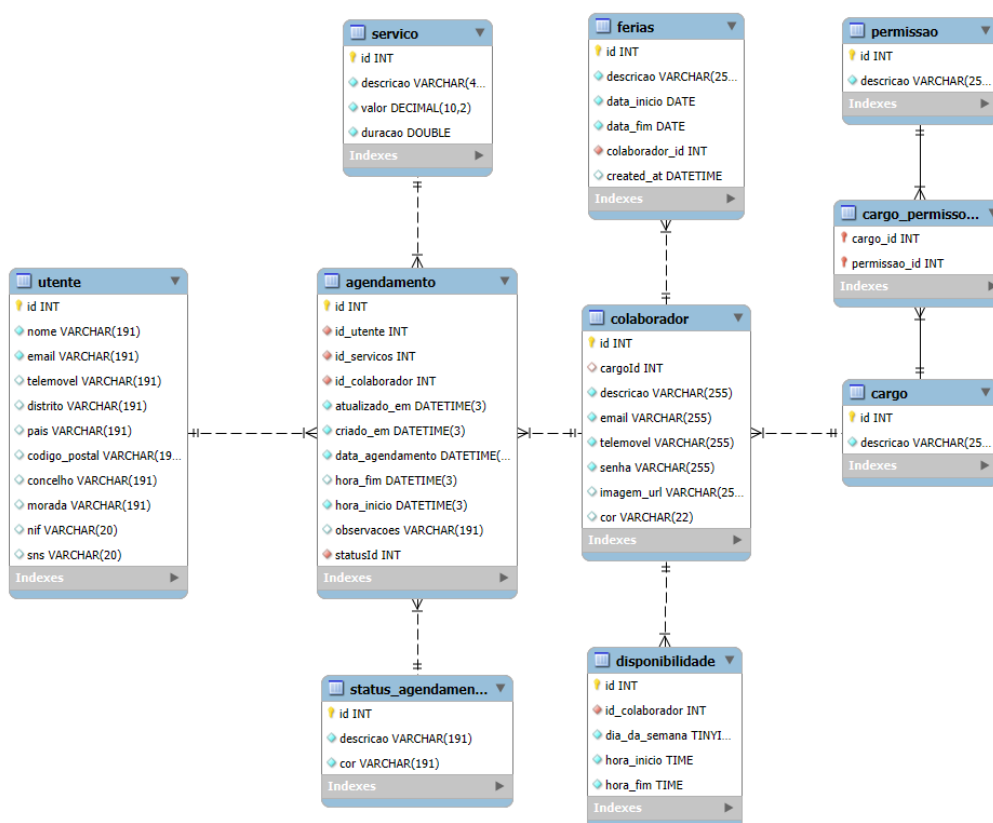 servico
id INT
descricao VARCHAR(4...
valor DECIMAL(10,2)
duracao DOUBLE
Indexes
ferias
id INT
descricao VARCHAR(25...
data_inicio DATE
data_fim DATE
colaborador_id INT
created_at DATETIME
Indexes
permissao
id INT
descricao VARCHAR(25...
Indexes
cargo_permisso...
cargo_id INT
permissao_id INT
Indexes
utente
id INT
nome VARCHAR(191)
email VARCHAR(191)
telemovel VARCHAR(191)
distrito VARCHAR(191)
pais VARCHAR(191)
codigo_postal VARCHAR(19...
concelho VARCHAR(191)
morada VARCHAR(191)
nif VARCHAR(20)
sns VARCHAR(20)
Indexes
agendamento
id INT
id_utente INT
id_servicos INT
id_colaborador INT
atualizado_em DATETIME(3)
criado_em DATETIME(3)
data_agendamento DATETIME(...
hora_fim DATETIME(3)
hora_inicio DATETIME(3)
observacoes VARCHAR(191)
statusId INT
Indexes
colaborador
id INT
cargoId INT
descricao VARCHAR(255)
email VARCHAR(255)
telemovel VARCHAR(255)
senha VARCHAR(255)
imagem_url VARCHAR(25...
cor VARCHAR(22)
Indexes
cargo
id INT
descricao VARCHAR(25...
Indexes
status_agendamen...
id INT
descricao VARCHAR(191)
cor VARCHAR(191)
Indexes
disponibilidade
id INT
id_colaborador INT
dia_da_semana TINYI...
hora_inicio TIME
hora_fim TIME
Indexes